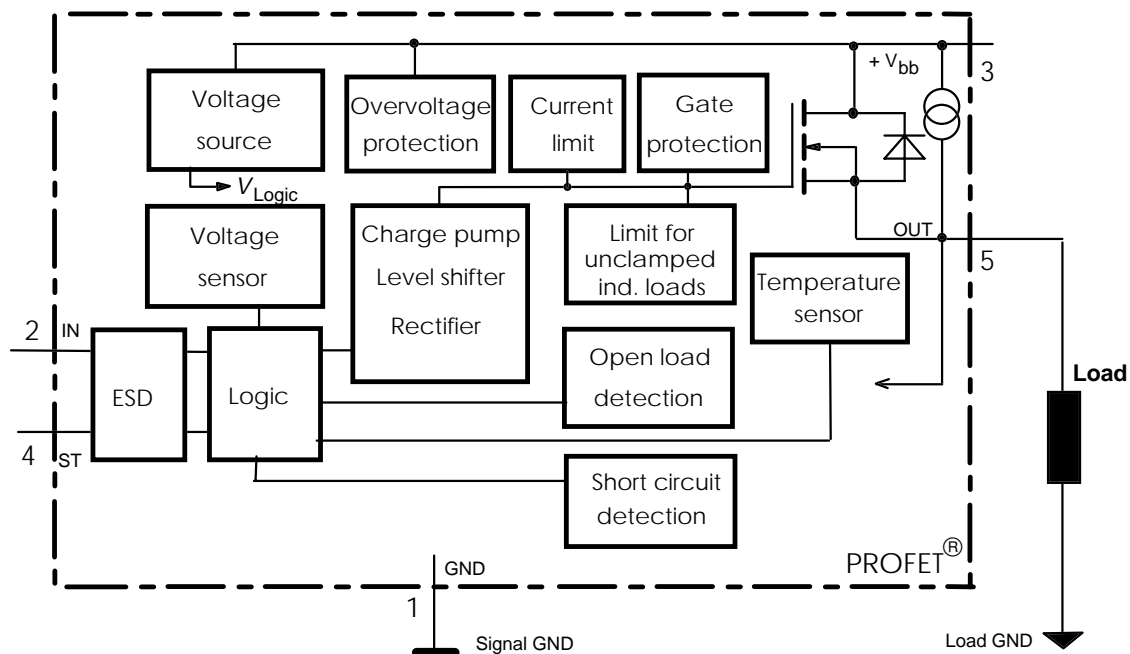 + V bb
3
Voltage
source
Overvoltage
protection
Current
limit
Gate
protection
V Logic
Voltage
sensor
Charge pump
Level shifter
Rectifier
Limit for
unclamped
ind. loads
OUT
5
Temperature
sensor
2
IN
ESD
Logic
Open load
detection
Load
4
ST
Short circuit
detection
PROFET®
GND
1
Signal GND
Load GND